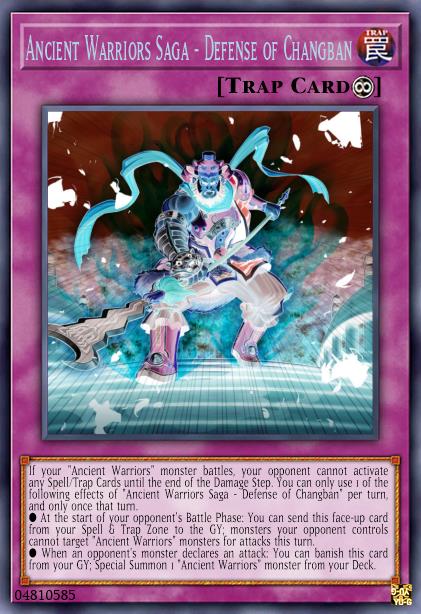 Ancient Warriors Saga - Defense of Changban
TRAP
罠
[Trap Card]
If your "Ancient Warriors" monster battles, your opponent cannot activate
any Spell/Trap Cards until the end of the Damage Step. You can only use 1 of the
following effects of "Ancient Warriors Saga - Defense of Changban" per turn,
and only once that turn.
● At the start of your opponent's Battle Phase: You can send this face-up card
from your Spell & Trap Zone to the GY; monsters your opponent controls
cannot target "Ancient Warriors" monsters for attacks this turn.
● When an opponent's monster declares an attack: You can banish this card
from your GY; Special Summon 1 "Ancient Warriors" monster from your Deck.
04810585